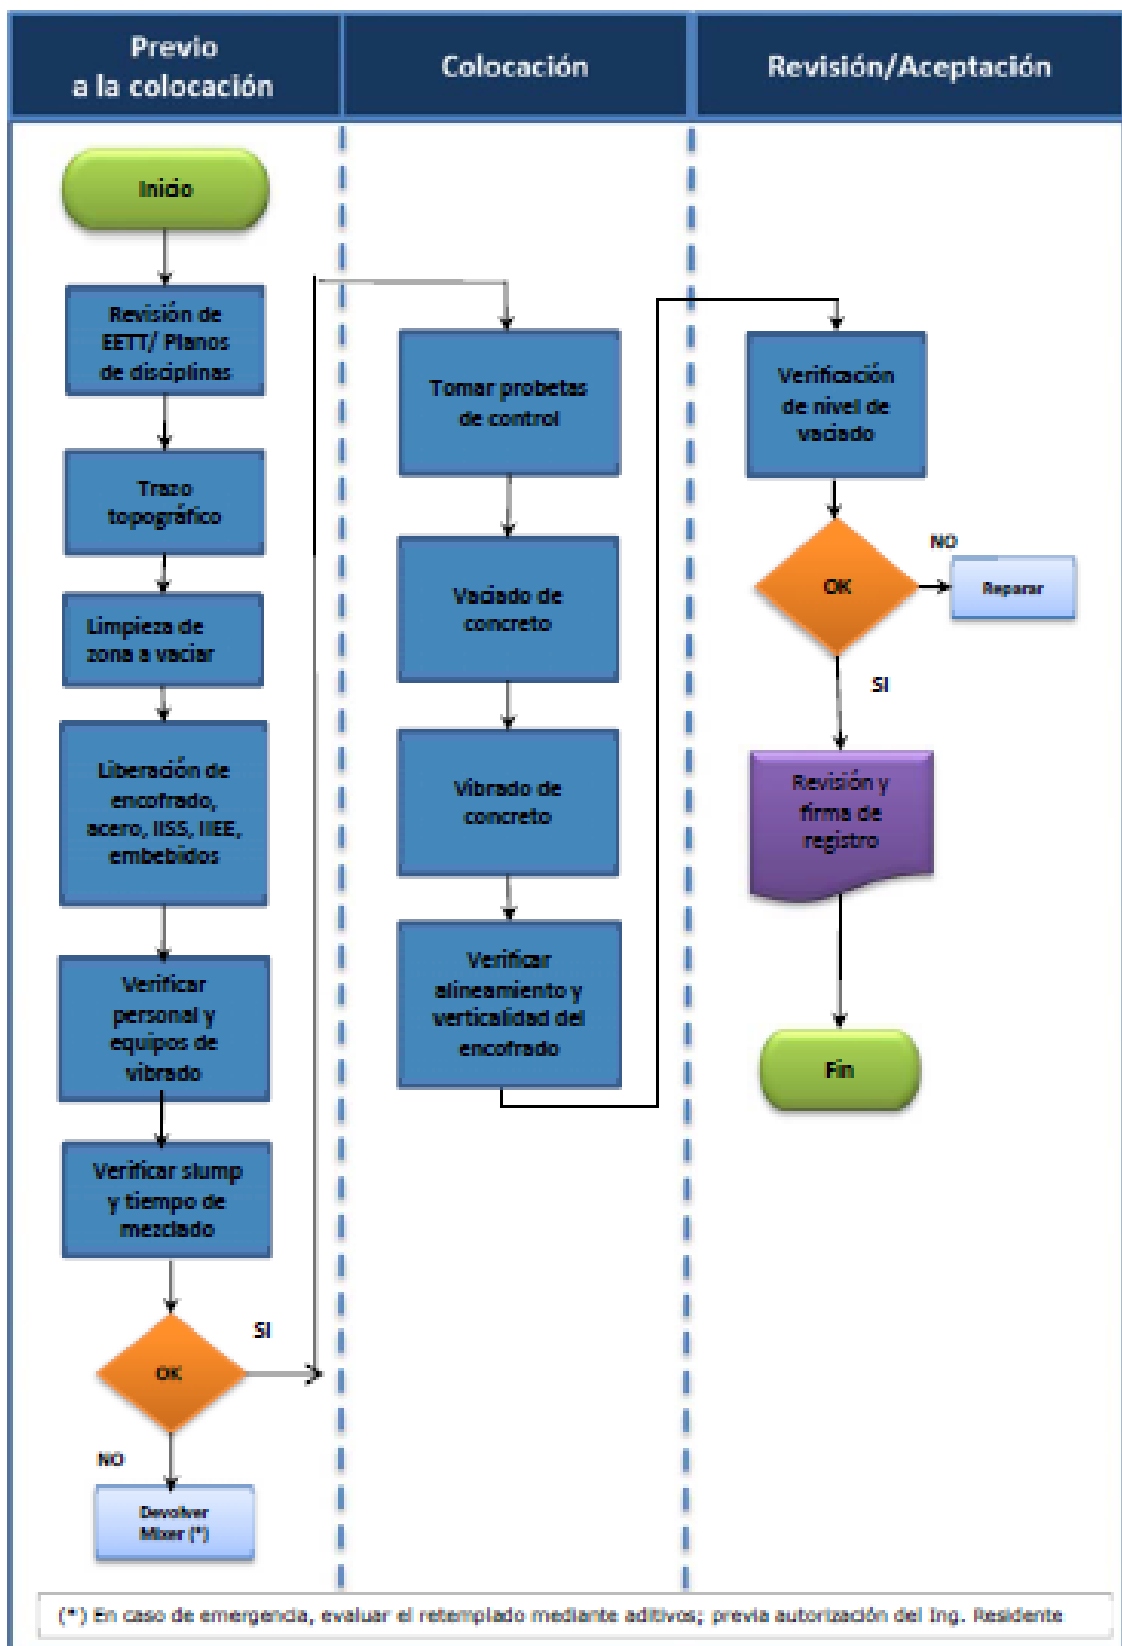 Previo
a la colocación
Colocación
Revisión/Aceptación
Inicio
Revisión de
EETT/ Planos
de disciplinas
Trazo
topográfico
Limpieza de
zona a vaciar
Liberación de
encofrado,
acero, IISS, IIEE,
embebidos
Verificar
personal y
equipos de
vibrado
Verificar slump
y tiempo de
mezclado
OK
SI
NO
Devolver
Mixer (*)
Tomar probetas
de control
Vaciado de
concreto
Vibrado de
concreto
Verificar
alineamiento y
verticalidad del
encofrado
Verificación
de nivel de
vaciado
OK
NO
Reparar
SI
Revisión y
firma de
registro
Fin
(*) En caso de emergencia, evaluar el retemplado mediante aditivos; previa autorización del Ing. Residente